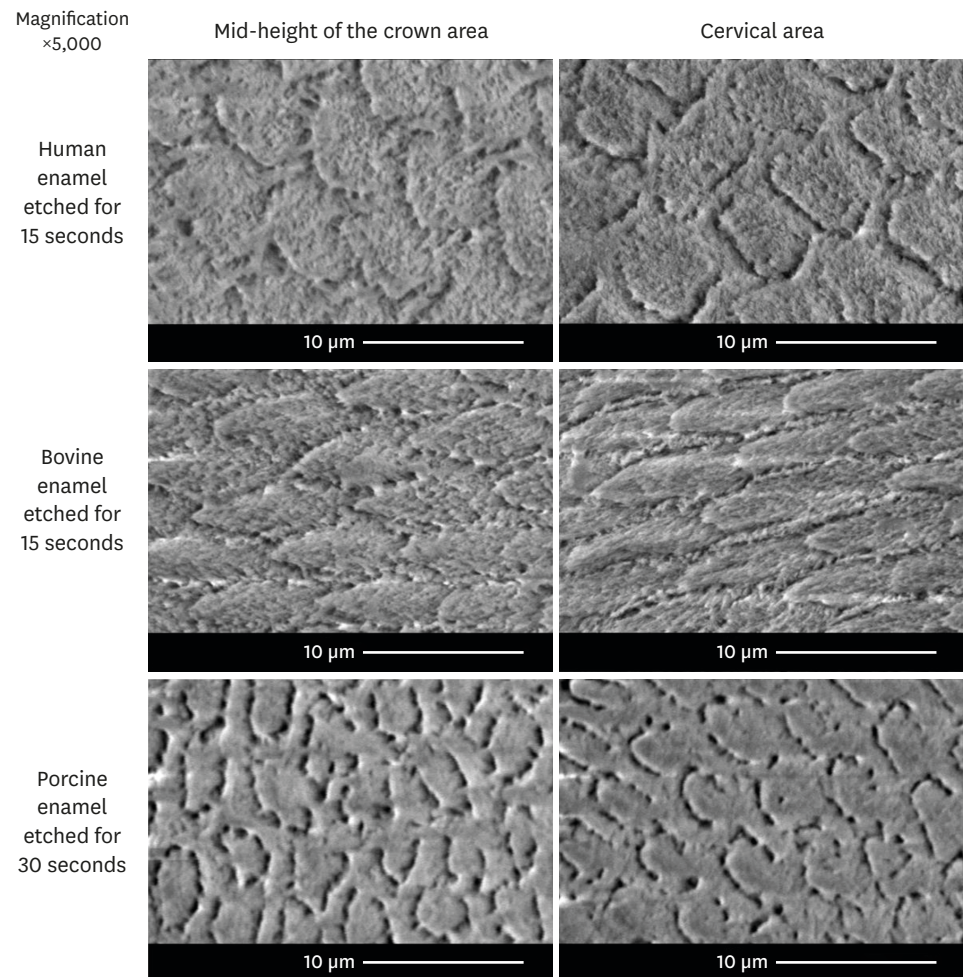 Magnification
×5,000
Mid-height of the crown area
Cervical area
Human
enamel
etched for
15 seconds
10 µm
10 µm
Bovine
enamel
etched for
15 seconds
10 µm
10 µm
Porcine
enamel
etched for
30 seconds
10 µm
10 µm